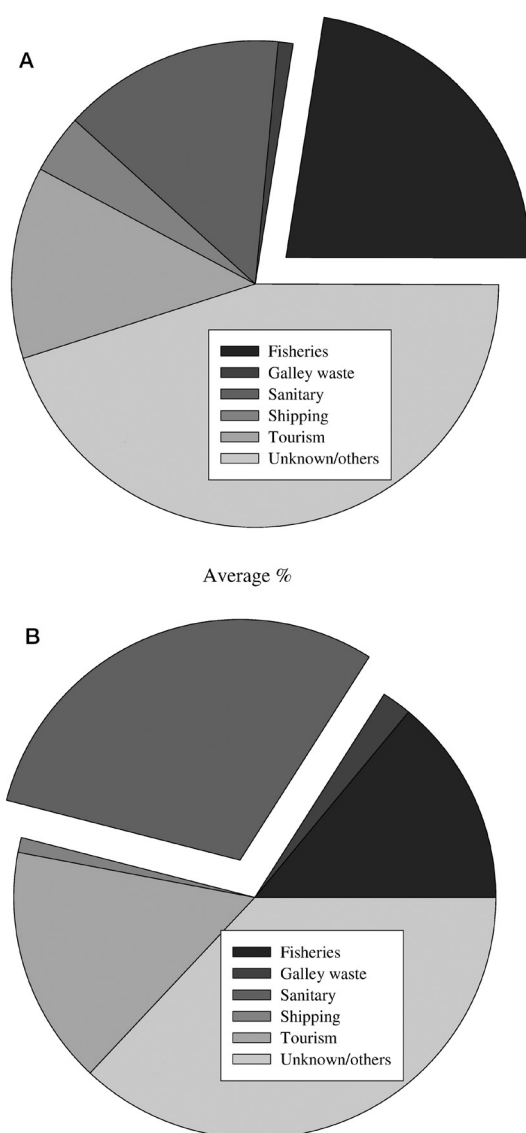 A
Fisheries
Galley waste
Sanitary
Shipping
Tourism
Unknown/others
Average %
B
Fisheries
Galley waste
Sanitary
Shipping
Tourism
Unknown/others